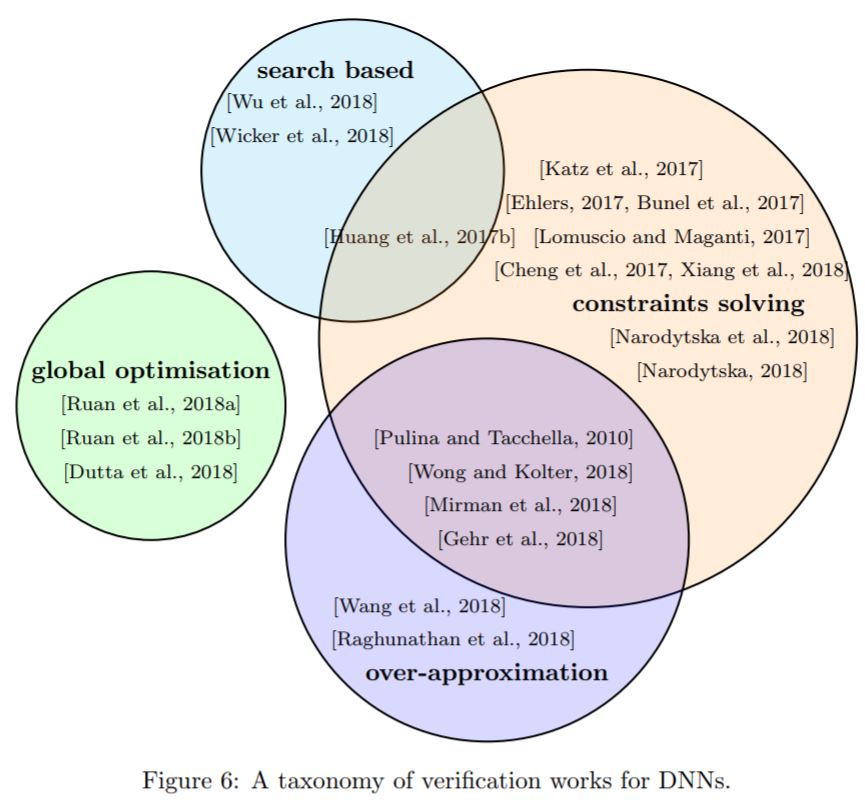 search based
[Wu et al., 2018]
[Wicker et al., 2018]
[Katz et al., 2017]
[Ehlers, 2017, Bunel et al., 2017]
[Huang et al., 2017b]
[Lomuscio and Maganti, 2017]
[Cheng et al., 2017, Xiang et al., 2018]
constraints solving
[Narodytska et al., 2018]
[Narodytska, 2018]
global optimisation
[Ruan et al., 2018a]
[Ruan et al., 2018b]
[Dutta et al., 2018]
[Pulina and Tacchella, 2010]
[Wong and Kolter, 2018]
[Mirman et al., 2018]
[Gehr et al., 2018]
[Wang et al., 2018]
[Raghunathan et al., 2018]
over-approximation
Figure 6: A taxonomy of verification works for DNNs.